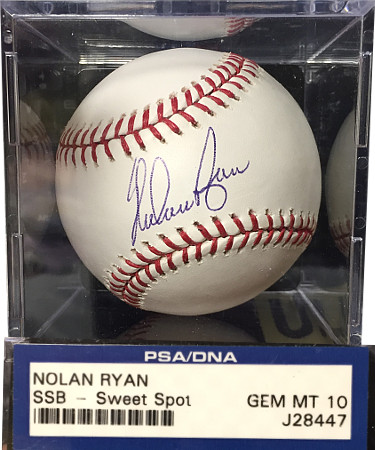 Nolan Ryan
PSA/DNA
NOLAN RYAN
SSB - Sweet Spot
GEM MT 10
J28447